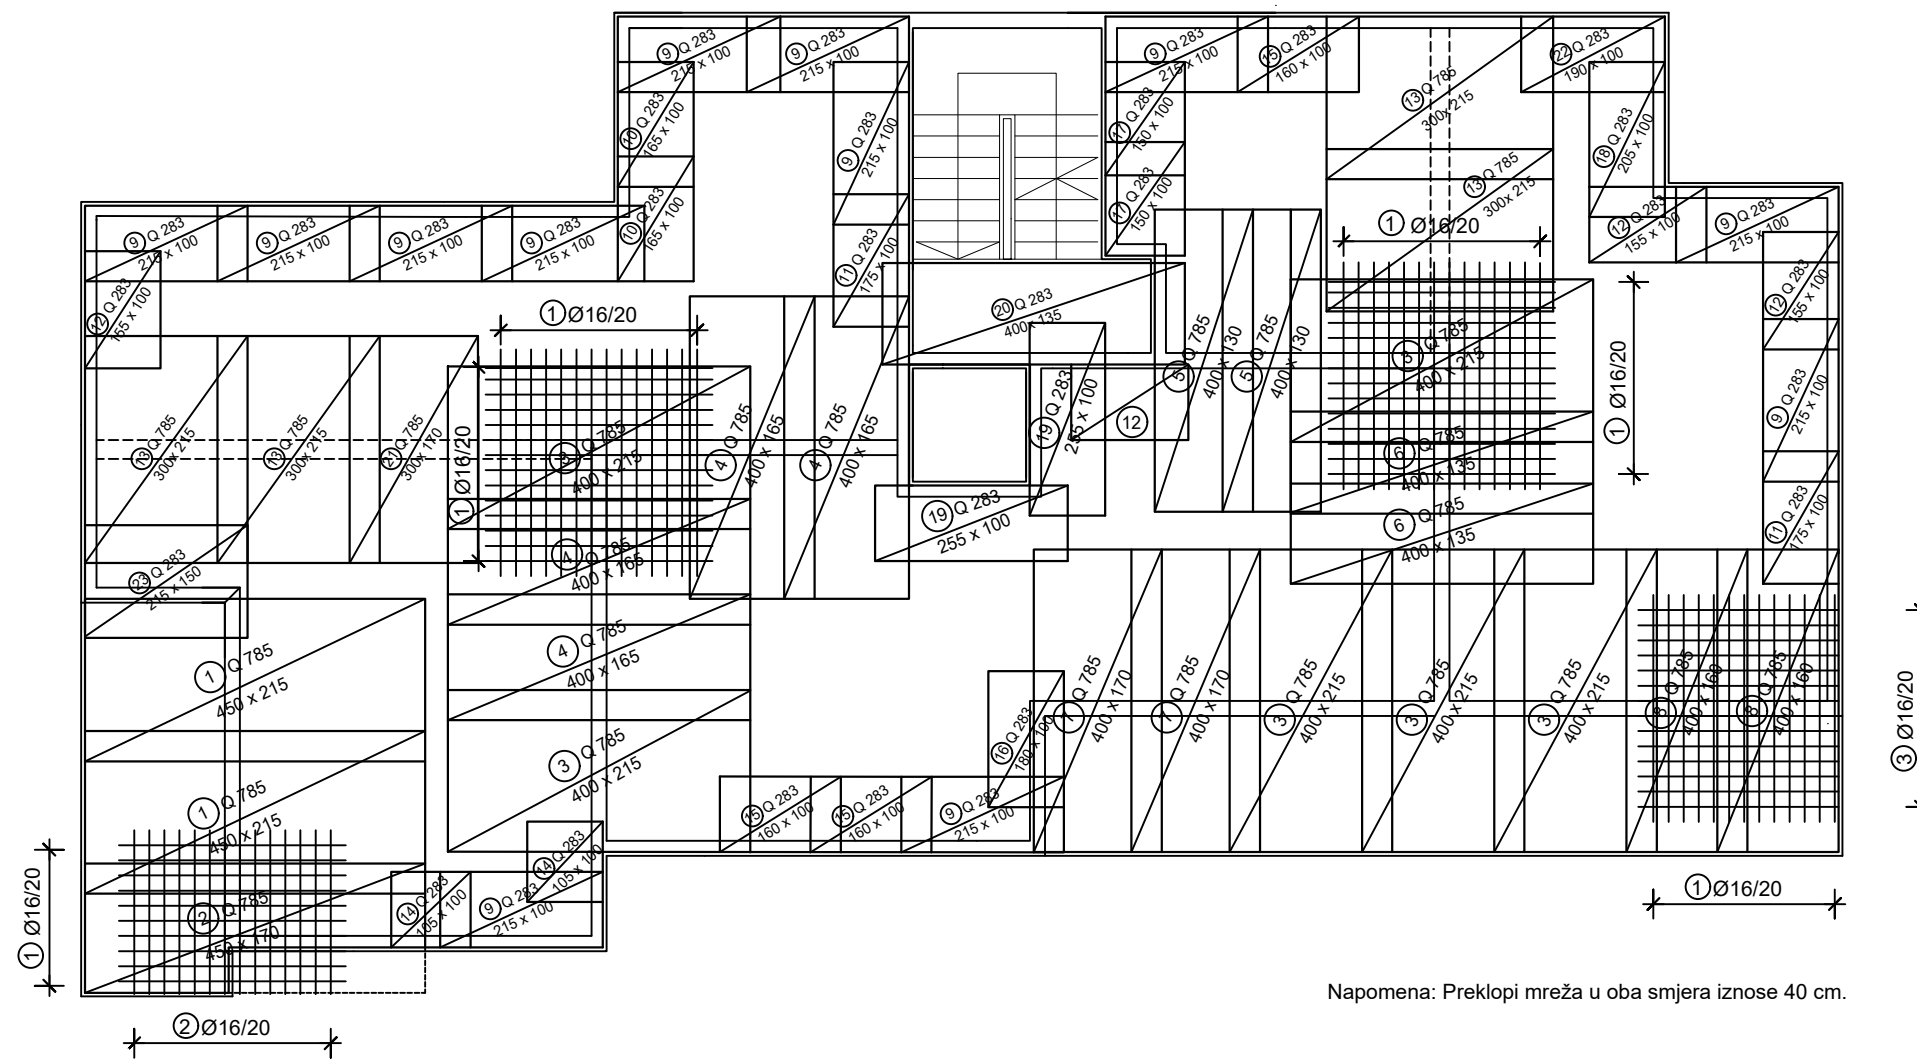 9 Q 283
215 x 100
9 Q 283
215 x 100
9 Q 283
215 x 100
15 Q 283
160 x 100
22 Q 283
190 x 100
10 Q 283
165 x 100
9 Q 283
215 x 100
17 Q 283
150 x 100
13 Q 785
300x 215
18 Q 283
205 x 100
10 Q 283
165 x 100
17 Q 283
150 x 100
13 Q 785
300x 215
12 Q 283
155 x 100
9 Q 283
215 x 100
9 Q 283
215 x 100
9 Q 283
215 x 100
9 Q 283
215 x 100
9 Q 283
215 x 100
11 Q 283
175 x 100
1 Ø16/20
12 Q 283
155 x 100
1 Ø16/20
20 Q 283
400x 135
12 Q 283
155 x 100
5 Q 785
400 x 130
5 Q 785
400 x 130
3 Q 785
400 x 215
1 Ø16/20
9 Q 283
215 x 100
13 Q 785
300x 215
13 Q 785
300x 215
21 Q 785
300x 170
1 Ø16/20
3 Q 785
400 x 215
4 Q 785
400 x 165
4 Q 785
400 x 165
19 Q 283
255 x 100
12
6 Q 785
400 x 135
11 Q 283
175 x 100
19 Q 283
255 x 100
6 Q 785
400 x 135
23 Q 283
215 x 150
4 Q 785
400 x 165
1 Q 785
450 x 215
4 Q 785
400 x 165
16 Q 283
180 x 100
7 Q 785
400 x 170
7 Q 785
400 x 170
3 Q 785
400 x 215
3 Q 785
400 x 215
3 Q 785
400 x 215
8 Q 785
400 x 160
8 Q 785
400 x 160
3 Ø16/20
3 Q 785
400 x 215
1 Q 785
450 x 215
15 Q 283
160 x 100
15 Q 283
160 x 100
9 Q 283
215 x 100
14 Q 283
105 x 100
1 Ø16/20
2 Q 785
450 x 170
14 Q 283
105 x 100
9 Q 283
215 x 100
1 Ø16/20
Napomena: Preklopi mreža u oba smjera iznose 40 cm.
2 Ø16/20